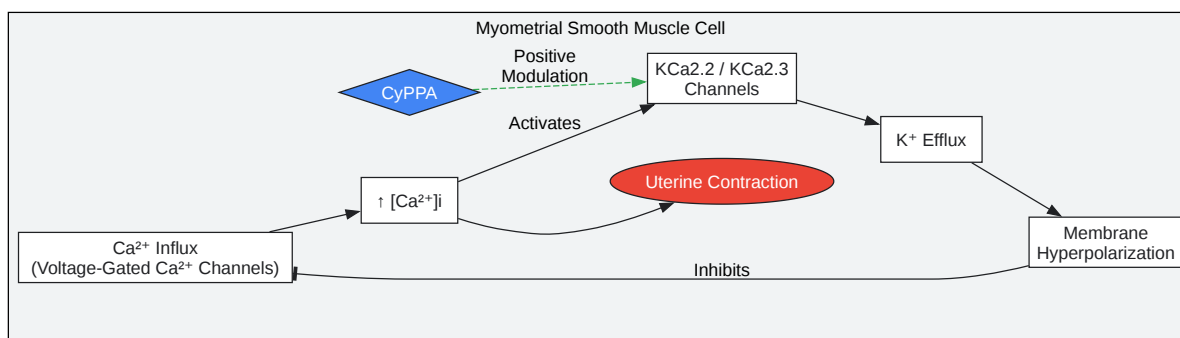 Myometrial Smooth Muscle Cell
Positive
Modulation
CyPPA
KCa2.2 / KCa2.3
Channels
Activates
K⁺ Efflux
Uterine Contraction
↑ [Ca²⁺]i
Ca²⁺ Influx
(Voltage-Gated Ca²⁺ Channels)
Membrane
Hyperpolarization
Inhibits